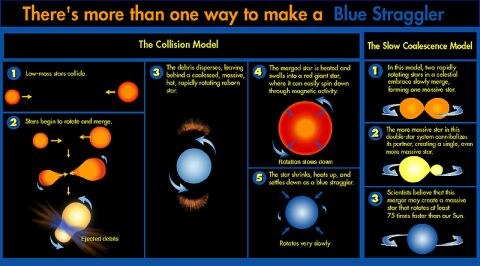 There's more than one way to make a Blue Straggler
The Collision Model
1 Low-mass stars collide.
2 Stars begin to rotate and merge.
Ejected debris
3 The debris disperses, leaving
behind a coalesced, massive,
hot, rapidly rotating reborn
star.
4 The merged star is heated and
swells into a red giant star,
where it can easily spin down
through magnetic activity.
Rotation slows down
5 The star shrinks, heats up, and
settles down as a blue straggler.
Rotates very slowly
The Slow Coalescence Model
1 In this model, two rapidly
rotating stars in a celestial
embrace slowly merge,
forming one massive star.
2 The more massive star in this
double-star system cannibalizes
its partner, creating a single, even
more massive star.
3 Scientists believe that this
merger may create a massive
star that rotates at least
75 times faster than our Sun.